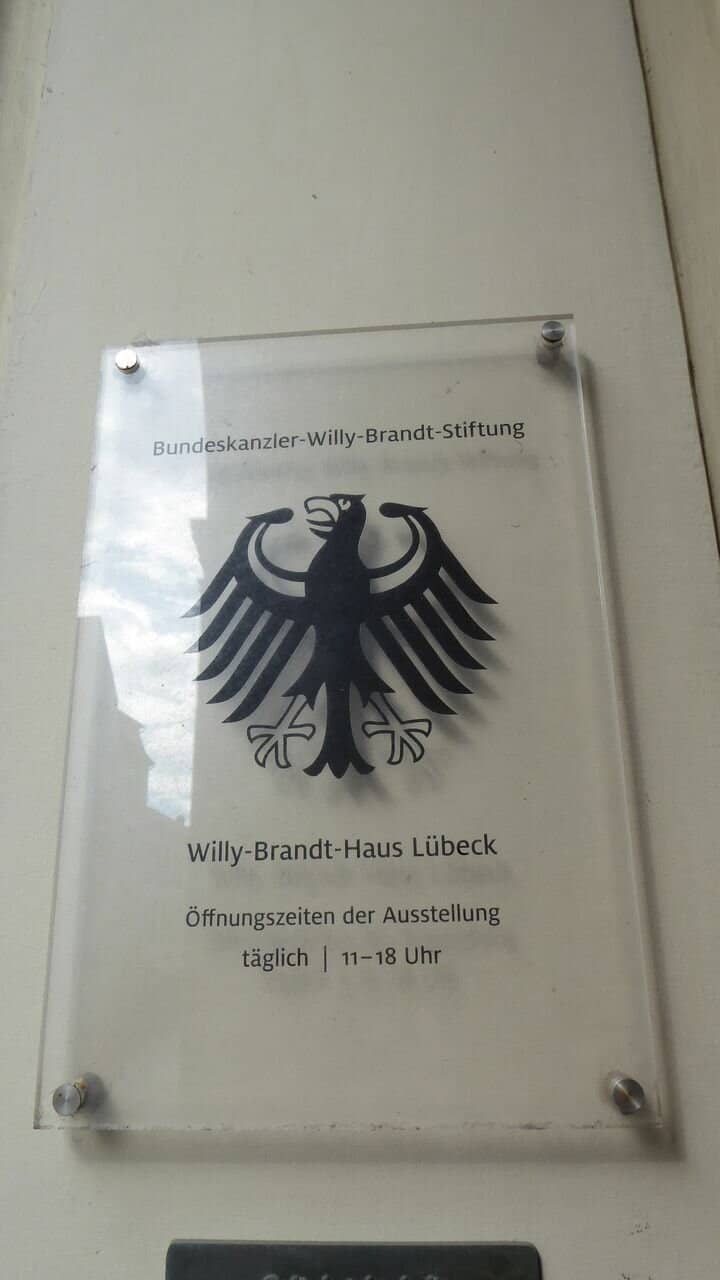 Bundeskanzler-Willy-Brandt-Stiftung
Willy-Brandt-Haus Lübeck
Öffnungszeiten der Ausstellung
täglich | 11–18 Uhr